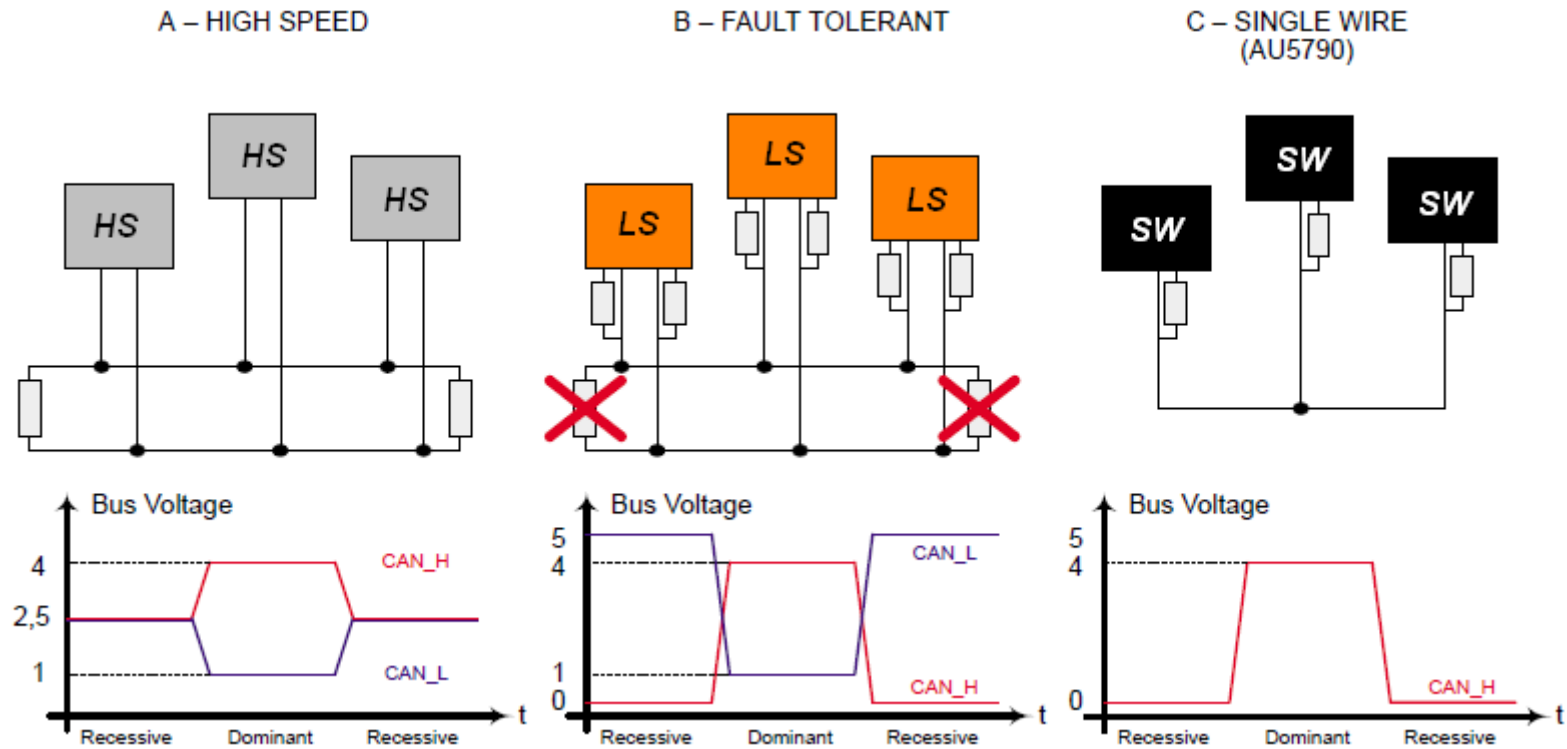 A – HIGH SPEED
B – FAULT TOLERANT
C – SINGLE WIRE
(AU5790)
HS
HS
HS
LS
LS
LS
SW
SW
SW
Bus Voltage
4
2,5
1
CAN_H
CAN_L
t
Recessive
Dominant
Recessive
Bus Voltage
5
4
1
0
CAN_L
CAN_H
t
Recessive
Dominant
Recessive
Bus Voltage
4
0
CAN_H
t
Recessive
Dominant
Recessive